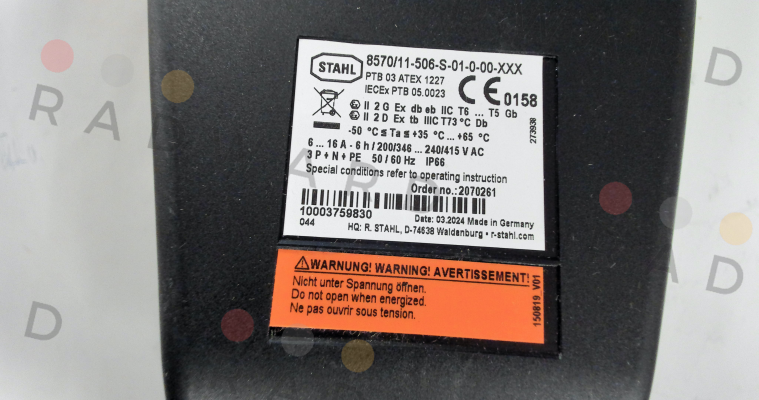 STAHL
8570/11-506-S-01-0-00-XXX
PTB 03 ATEX 1227
IECEx PTB 05.0023
CE 0158
II 2 G Ex db eb IIC T6 ... T5 Gb
II 2 D Ex tb IIIC T73 °C Db
-50 °C ≤ Ta ≤ +35 °C ... +65 °C
6 ... 16 A - 6 h / 200/346 ... 240/415 V AC
3 P + N + PE 50 / 60 Hz IP66
Special conditions refer to operating instruction
Order no.: 2070261
10003759830
044
Date: 03.2024 Made in Germany
HQ: R. STAHL, D-74638 Waldenburg • r-stahl.com
273938
WARNUNG! WARNING! AVERTISSEMENT!
Nicht unter Spannung öffnen.
Do not open when energized.
Ne pas ouvrir sous tension.
150819 V01
RADARD
D
RAD
D